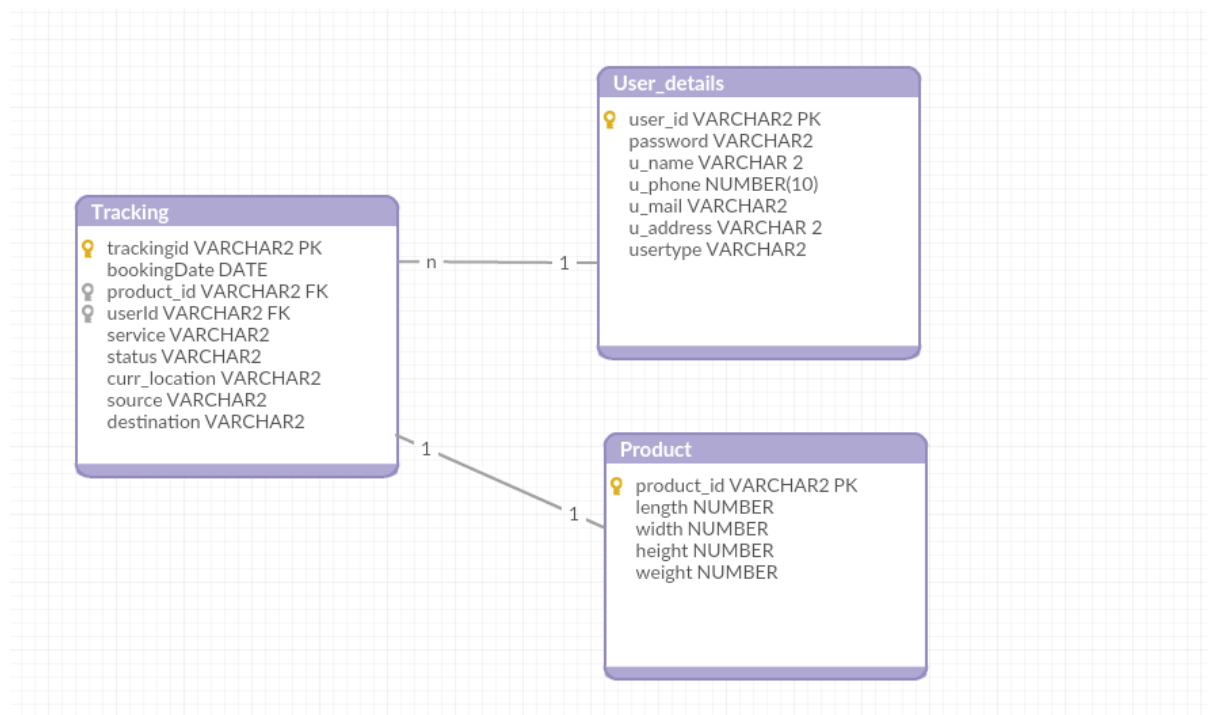 User_details
user_id VARCHAR2 PK
password VARCHAR2
u_name VARCHAR 2
u_phone NUMBER(10)
u_mail VARCHAR2
u_address VARCHAR 2
usertype VARCHAR2
Tracking
trackingid VARCHAR2 PK
bookingDate DATE
product_id VARCHAR2 FK
userId VARCHAR2 FK
service VARCHAR2
status VARCHAR2
curr_location VARCHAR2
source VARCHAR2
destination VARCHAR2
n 1
1
1
Product
product_id VARCHAR2 PK
length NUMBER
width NUMBER
height NUMBER
weight NUMBER